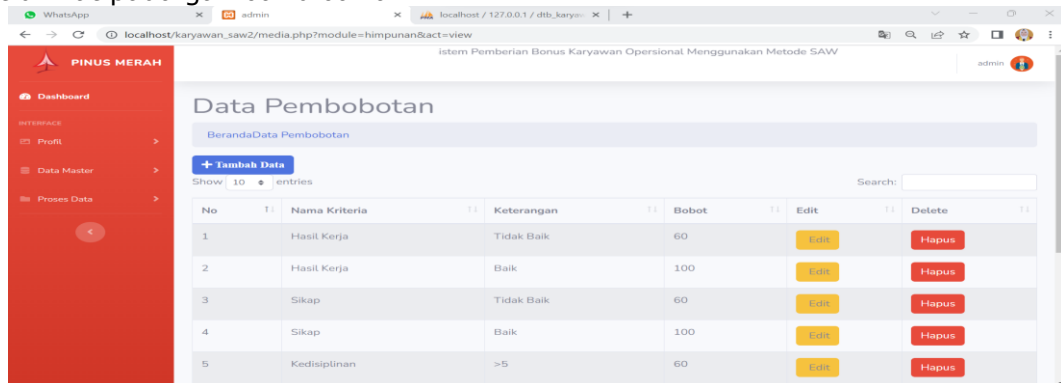 WhatsApp admin localhost / 127.0.0.1 / dtb_karyaw
localhost/karyawan_saw2/media.php?module=himpunan&act=view
PINUS MERAH
istem Pemberian Bonus Karyawan Opersional Menggunakan Metode SAW
admin
Dashboard
INTERFACE
Profil
Data Master
Proses Data
Data Pembobotan
BerandaData Pembobotan
+ Tambah Data
Show 10 entries Search:
No Nama Kriteria Keterangan Bobot Edit Delete
1 Hasil Kerja Tidak Baik 60 Edit Hapus
2 Hasil Kerja Baik 100 Edit Hapus
3 Sikap Tidak Baik 60 Edit Hapus
4 Sikap Baik 100 Edit Hapus
5 Kedisiplinan >5 60 Edit Hapus